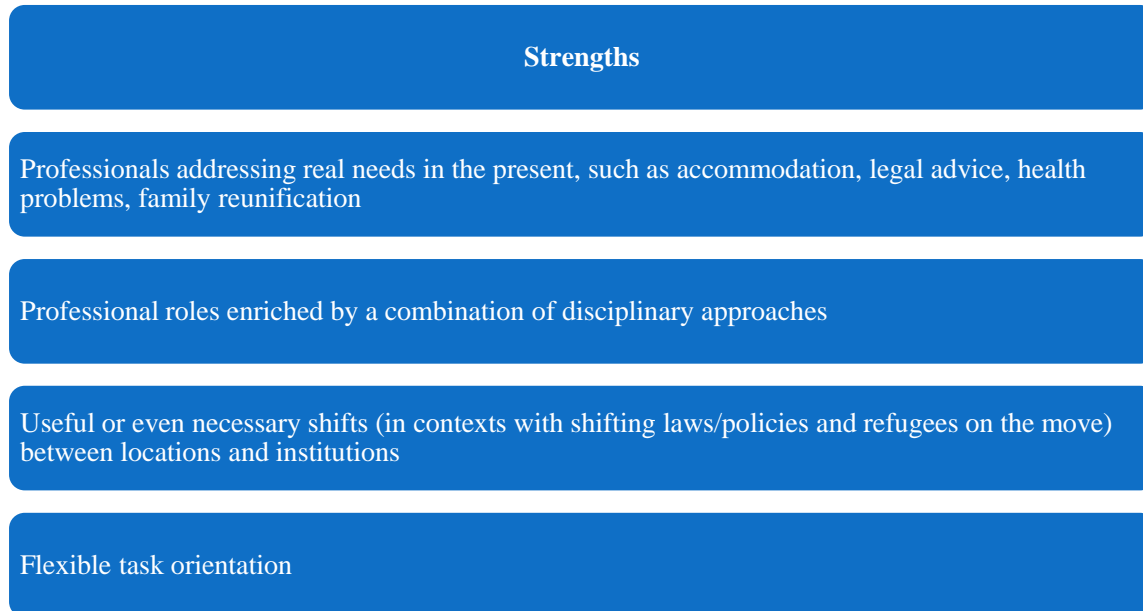 Strengths
Professionals addressing real needs in the present, such as accommodation, legal advice, health
problems, family reunification
Professional roles enriched by a combination of disciplinary approaches
Useful or even necessary shifts (in contexts with shifting laws/policies and refugees on the move)
between locations and institutions
Flexible task orientation